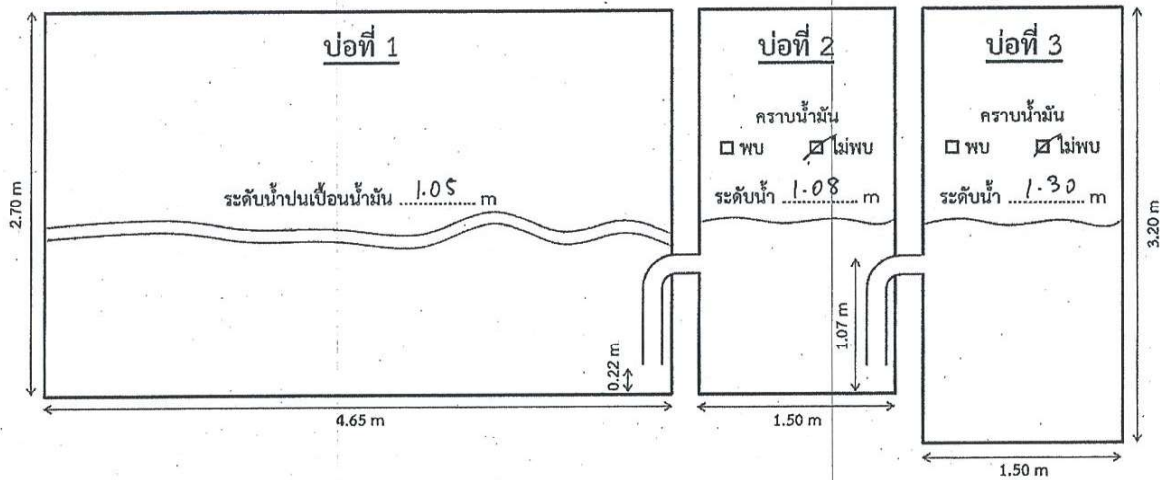 บ่อที่ 1
ระดับน้ำปนเปื้อนน้ำมัน 1.05 m
2.70 m
4.65 m
0.22 m
บ่อที่ 2
คราบน้ำมัน
พบ ไม่พบ
ระดับน้ำ 1.08 m
1.07 m
1.50 m
บ่อที่ 3
คราบน้ำมัน
พบ ไม่พบ
ระดับน้ำ 1.30 m
3.20 m
1.50 m